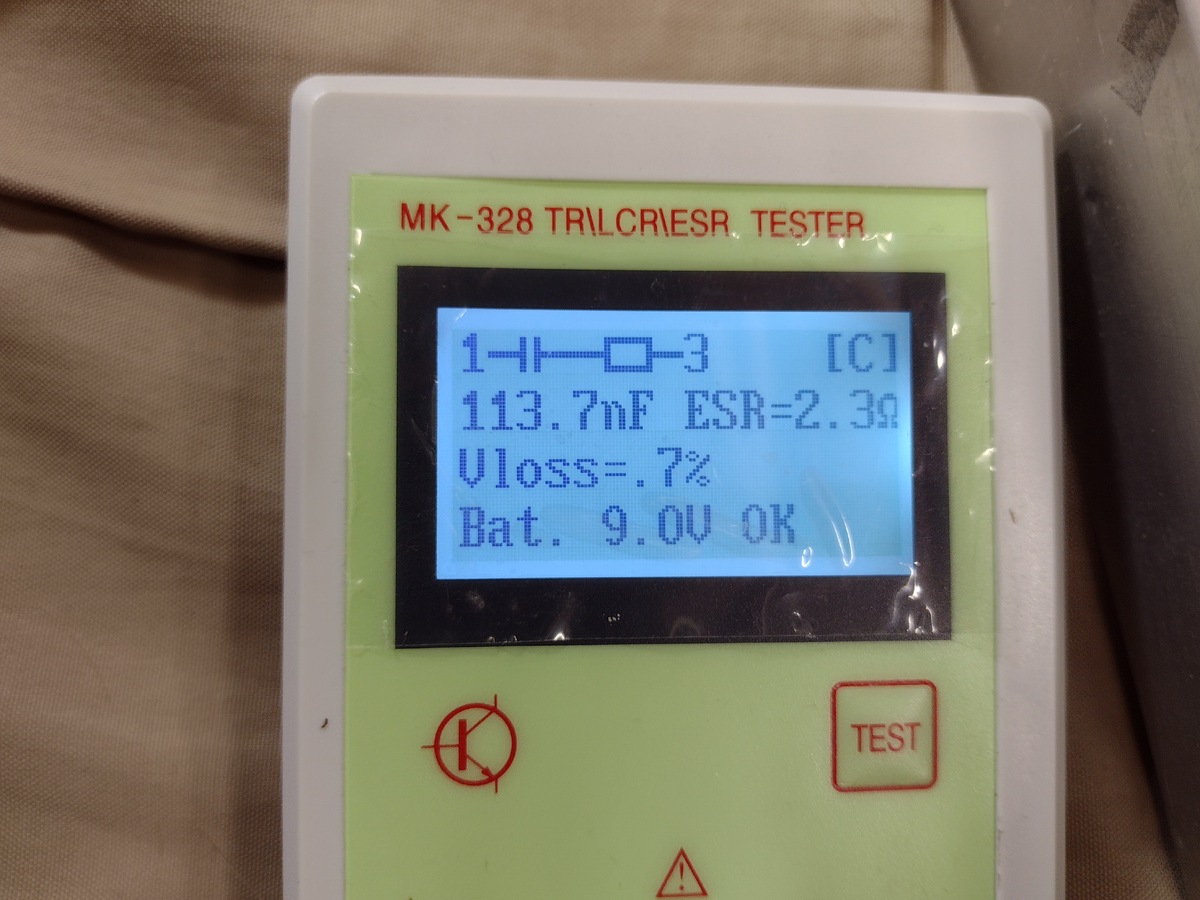 MK-328 TR\LCR\ESR TESTER
1 3 [C]
113.7nF ESR=2.3Ω
Vloss=.7%
Bat. 9.0V OK
TEST